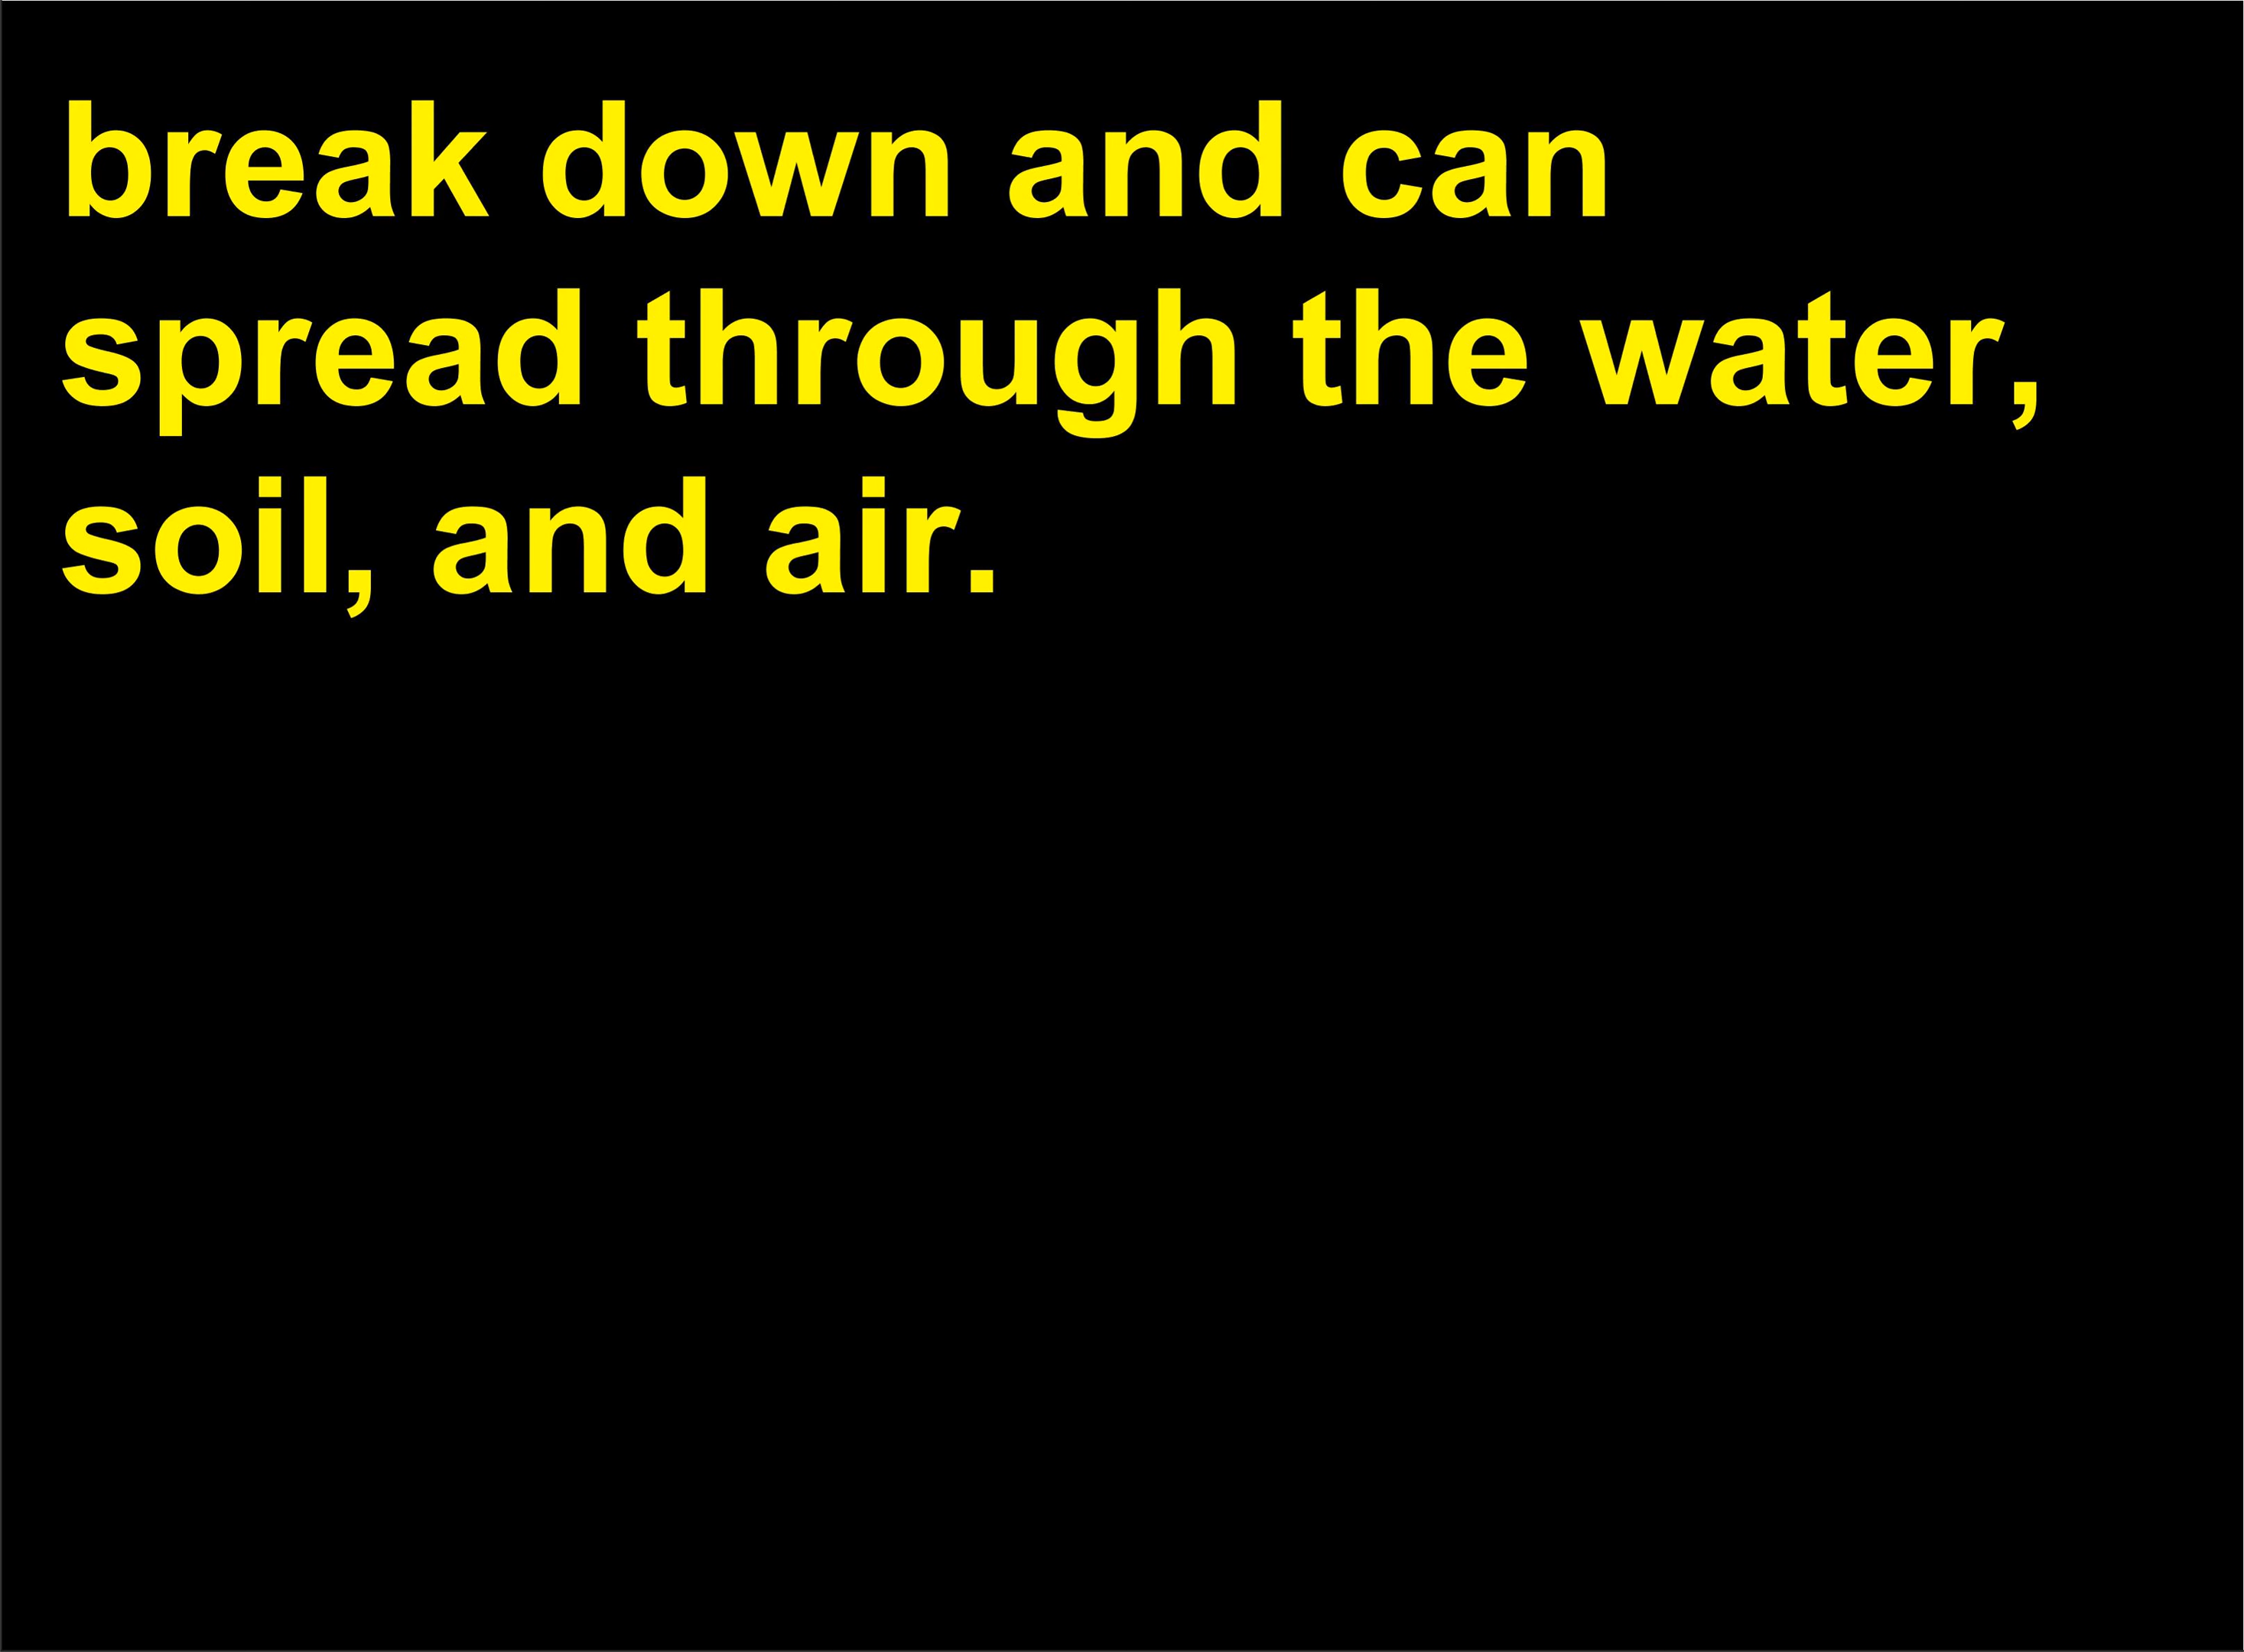 break down and can
spread through the water,
soil, and air.